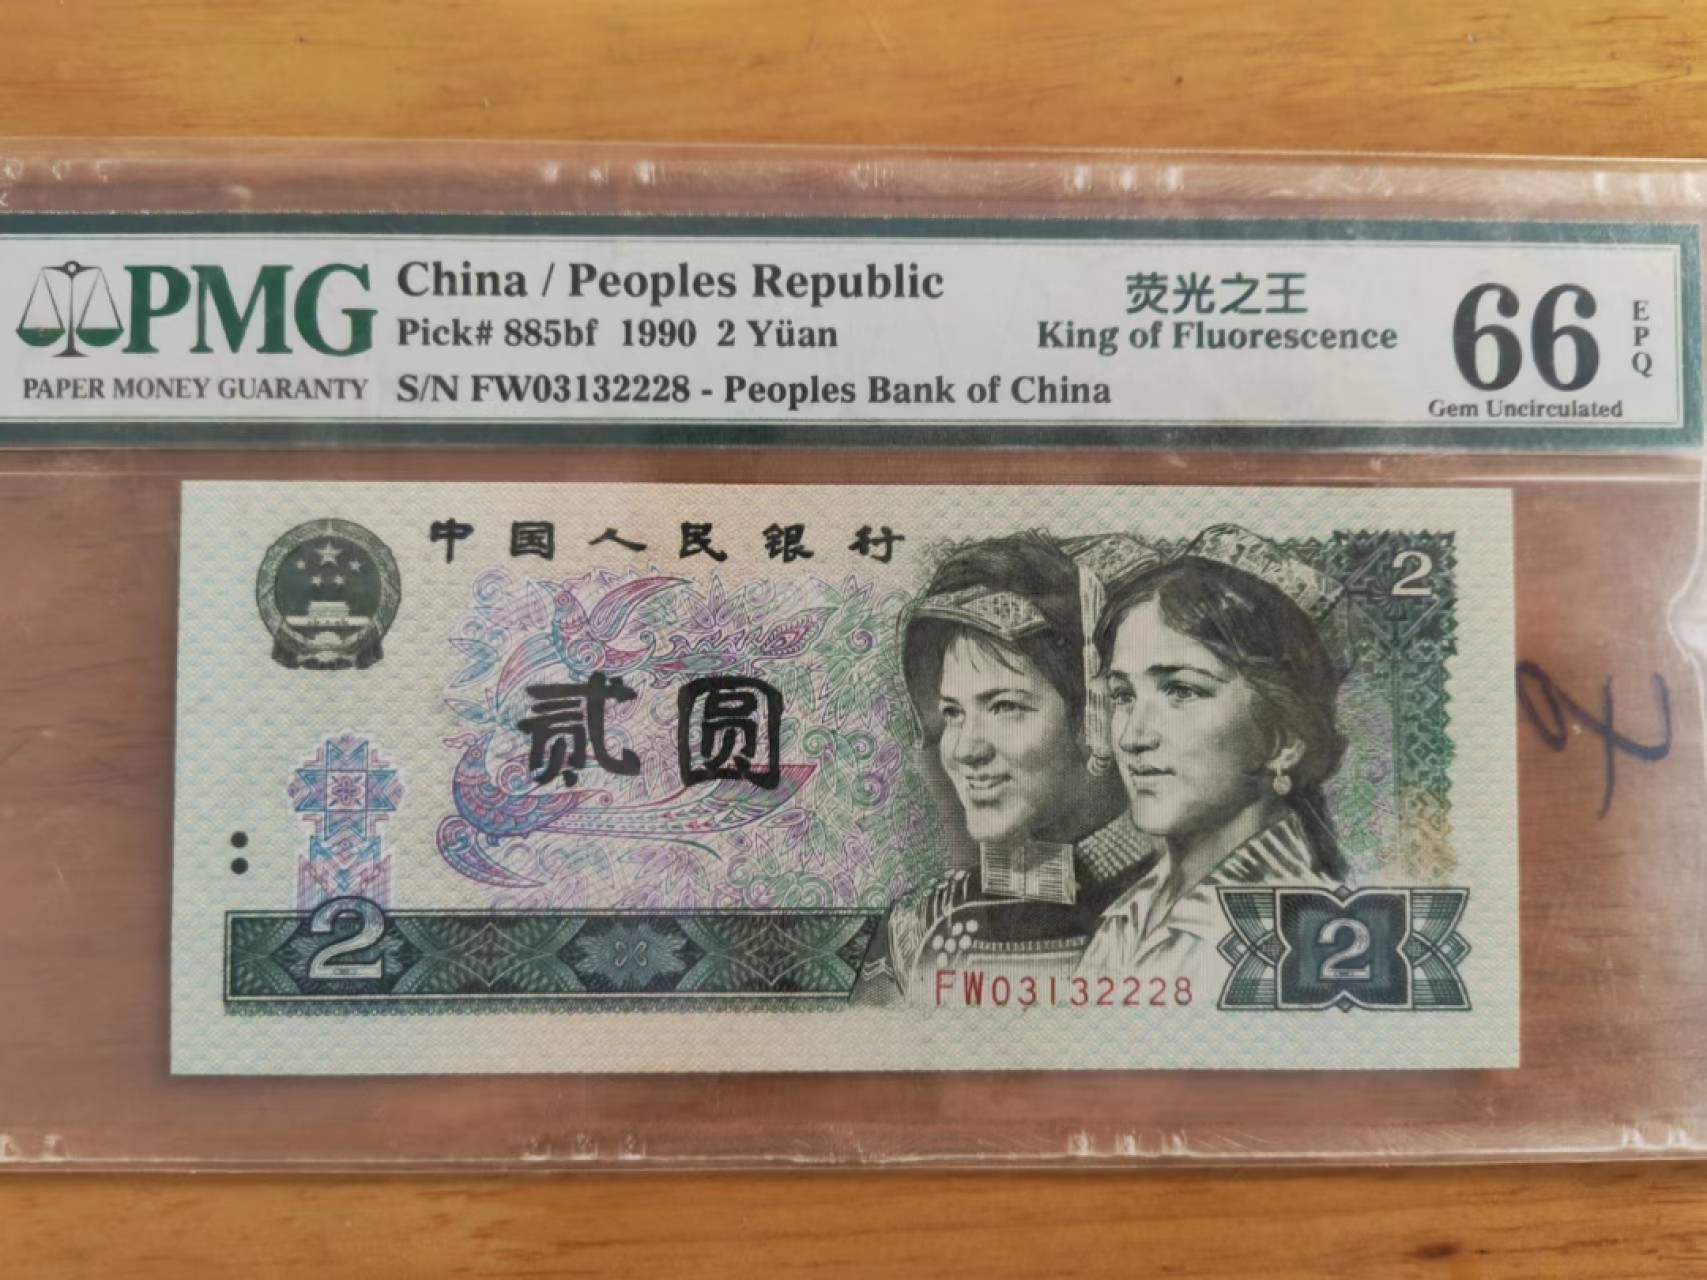 PMG
PAPER MONEY GUARANTY
China / Peoples Republic
Pick# 885bf 1990 2 Yüan
S/N FW03132228 - Peoples Bank of China
荧光之王
King of Fluorescence
66
EPQ
Gem Uncirculated
中国人民银行
2
贰圆
2
2
FW03132228